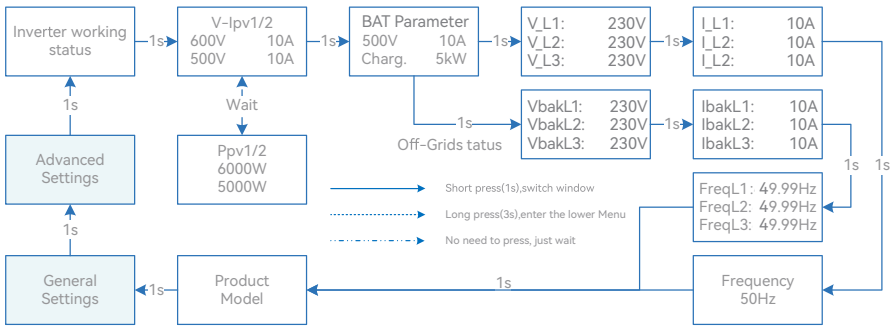 Inverter working
status
1s
V-Ipv1/2
600V 10A
500V 10A
1s
BAT Parameter
500V 10A
Charg. 5kW
1s
V_L1: 230V
V_L2: 230V
V_L3: 230V
1s
I_L1: 10A
I_L2: 10A
I_L2: 10A
1s
Wait
1s
VbakL1: 230V
VbakL2: 230V
VbakL3: 230V
1s
IbakL1: 10A
IbakL2: 10A
IbakL3: 10A
Off-Grids tatus
Advanced
Settings
Ppv1/2
6000W
5000W
1s
1s
Short press(1s),switch window
Long press(3s),enter the lower Menu
No need to press, just wait
FreqL1: 49.99Hz
FreqL2: 49.99Hz
FreqL3: 49.99Hz
1s
General
Settings
1s
Product
Model
1s
Frequency
50Hz